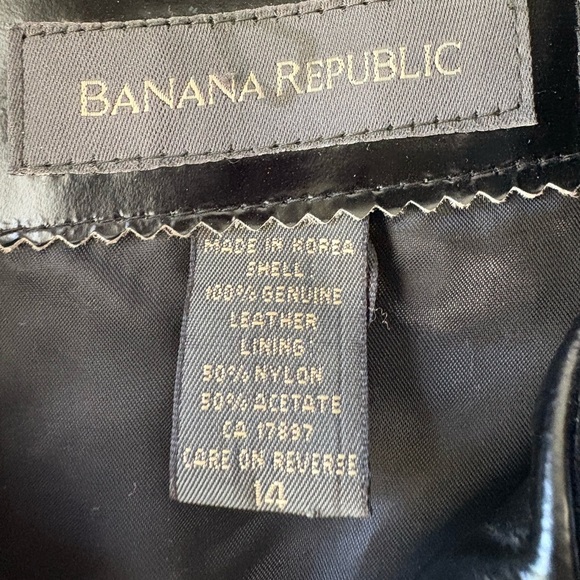 BANANA REPUBLIC
MADE IN KOREA
SHELL:
100% GENUINE
LEATHER
LINING:
50% NYLON
50% ACETATE
CA 17897
CARE ON REVERSE
14